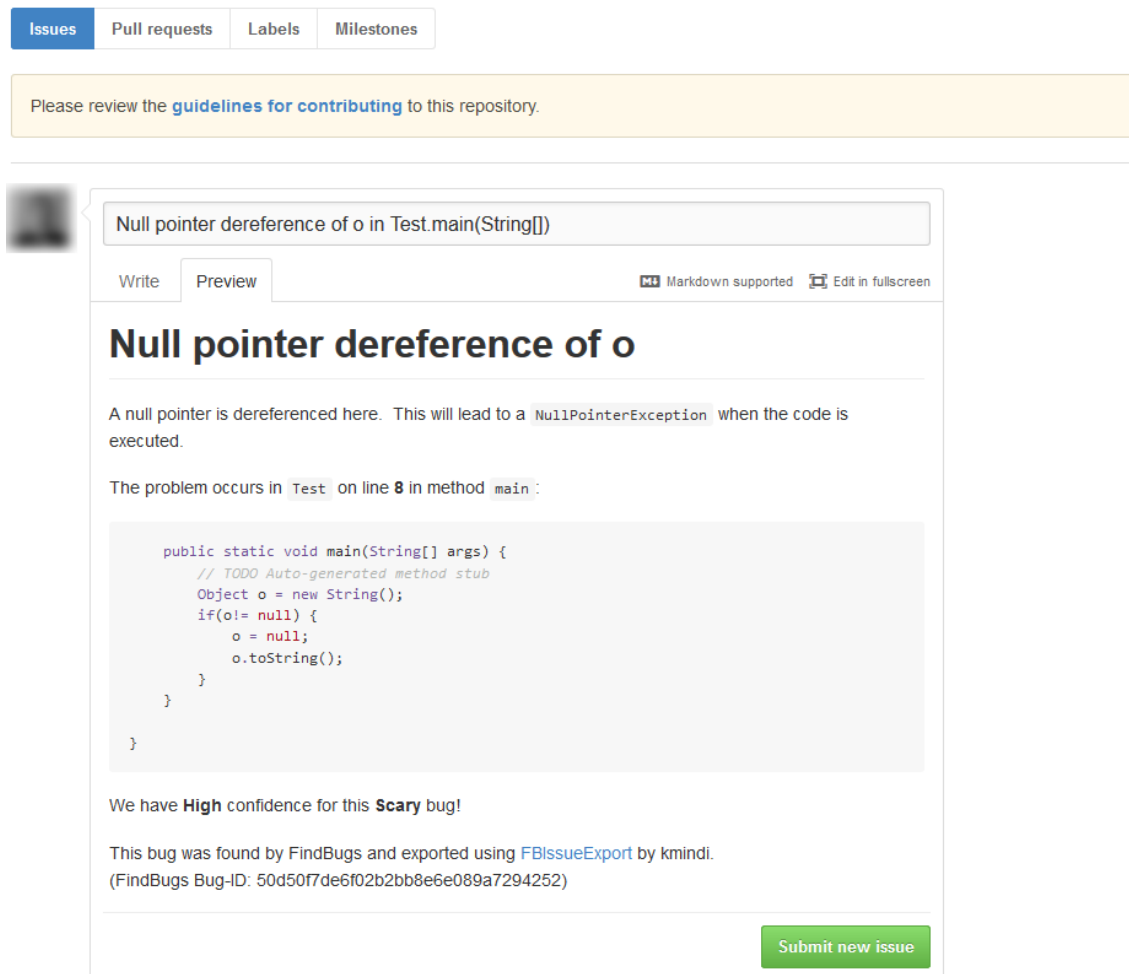 Issues Pull requests Labels Milestones
Please review the guidelines for contributing to this repository.
Null pointer dereference of o in Test.main(String[])
Write Preview M↓ Markdown supported Edit in fullscreen
Null pointer dereference of o
A null pointer is dereferenced here.  This will lead to a NullPointerException when the code is
executed.
The problem occurs in Test on line 8 in method main:
    public static void main(String[] args) {
        // TODO Auto-generated method stub
        Object o = new String();
        if(o!= null) {
            o = null;
            o.toString();
        }
    }
}
We have High confidence for this Scary bug!
This bug was found by FindBugs and exported using FBIssueExport by kmindi.
(FindBugs Bug-ID: 50d50f7de6f02b2bb8e6e089a7294252)
Submit new issue